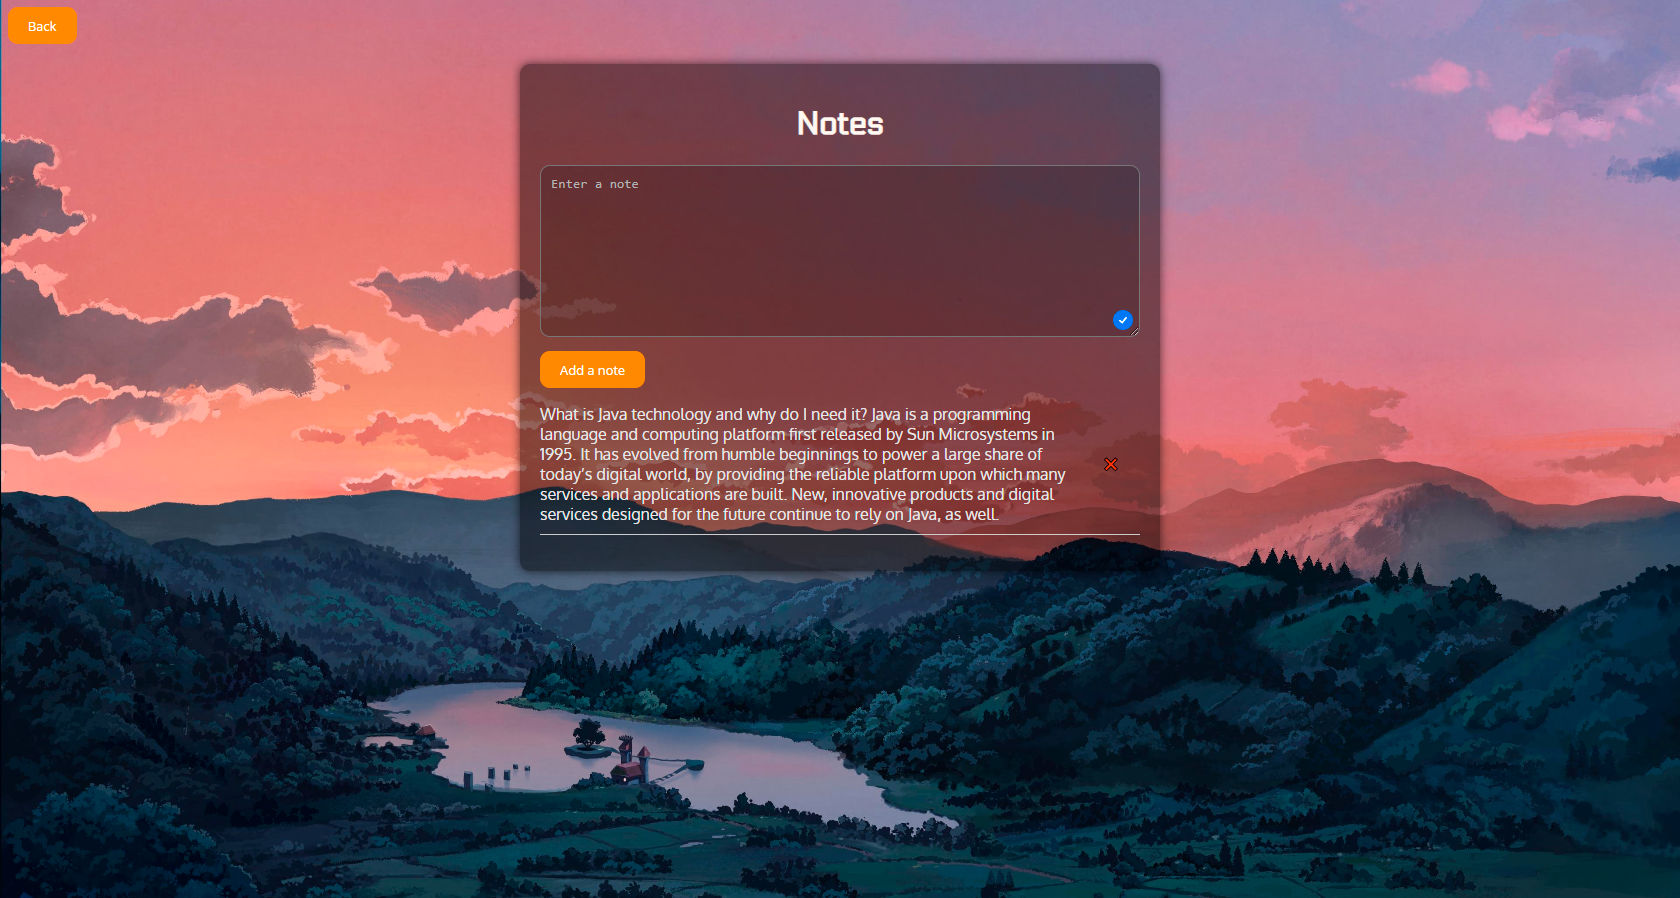 Back
Notes
Enter a note
Add a note
What is Java technology and why do I need it? Java is a programming
language and computing platform first released by Sun Microsystems in
1995. It has evolved from humble beginnings to power a large share of
today’s digital world, by providing the reliable platform upon which many
services and applications are built. New, innovative products and digital
services designed for the future continue to rely on Java, as well.